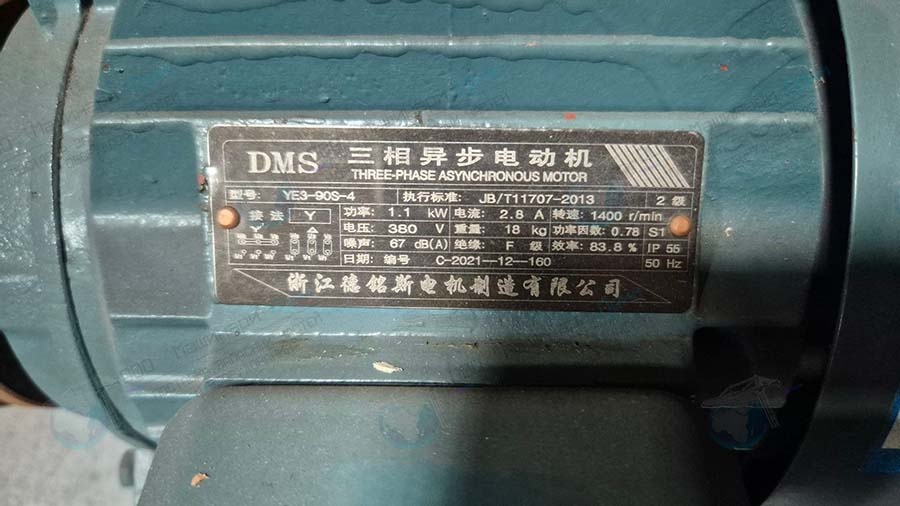 DMS 三相异步电动机
THREE-PHASE ASYNCHRONOUS MOTOR
型号: YE3-90S-4 执行标准: JB/T11707-2013 2 级
接法 Y 功率: 1.1 kW 电流: 2.8 A 转速: 1400 r/min
Y △ 电压: 380 V 重量: 18 kg 功率因数: 0.78 S1
噪声: 67 dB(A) 绝缘: F 级 效率: 83.8% IP 55
日期: 编号 C-2021--12--160 50 Hz
浙江德铭斯电机制造有限公司